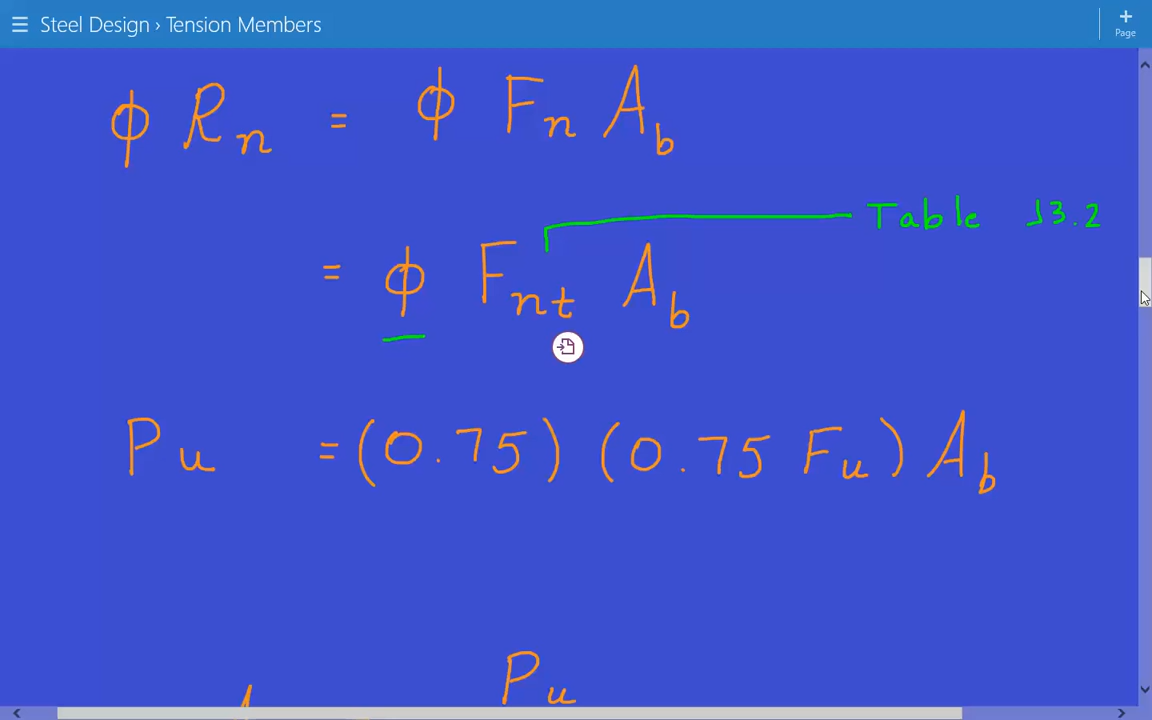 Steel Design › Tension Members
Page
ϕ Rn = ϕ Fn Ab
Table J3.2
= ϕ Fnt Ab
Pu = (0.75) (0.75 Fu) Ab
Pu